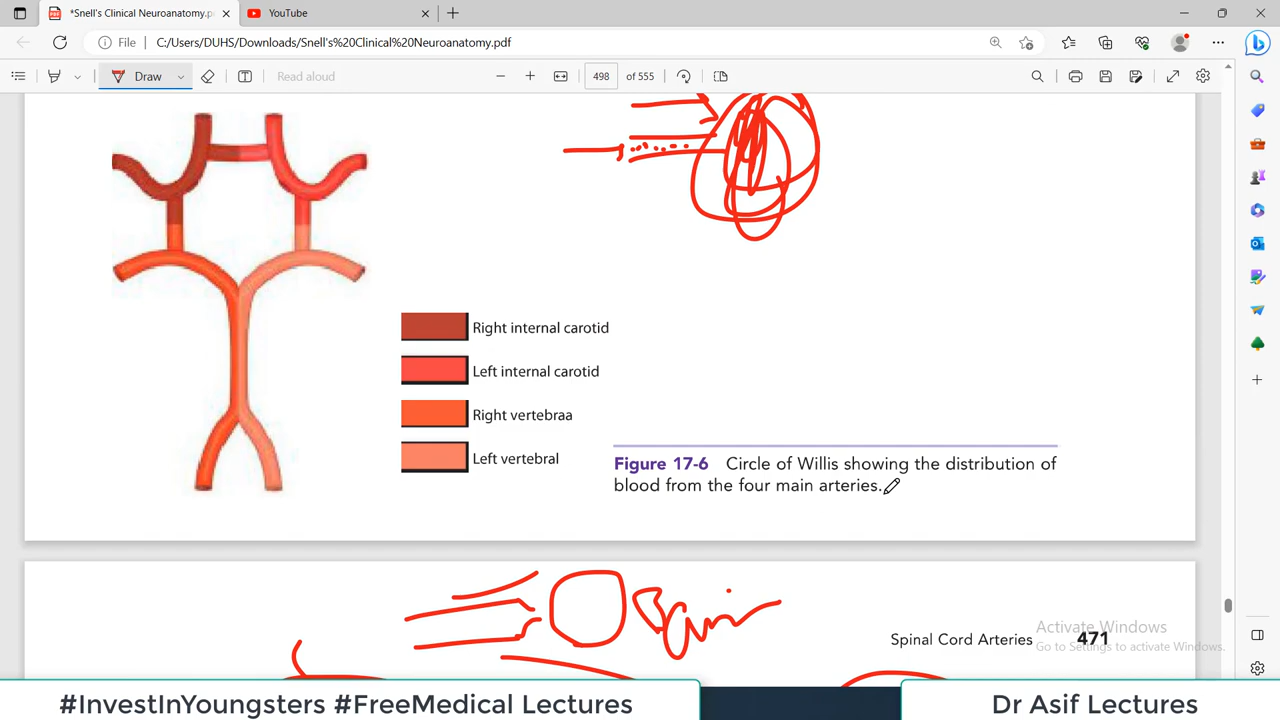 *Snell's Clinical Neuroanatomy.p
YouTube
File
C:/Users/DUHS/Downloads/Snell's%20Clinical%20Neuroanatomy.pdf
Draw
Read aloud
498 of 555
Right internal carotid
Left internal carotid
Right vertebraa
Left vertebral
Figure 17-6 Circle of Willis showing the distribution of
blood from the four main arteries.
Spinal Cord Arteries 471
Activate Windows
Go to Settings to activate Windows.
#InvestInYoungsters #FreeMedical Lectures
Dr Asif Lectures